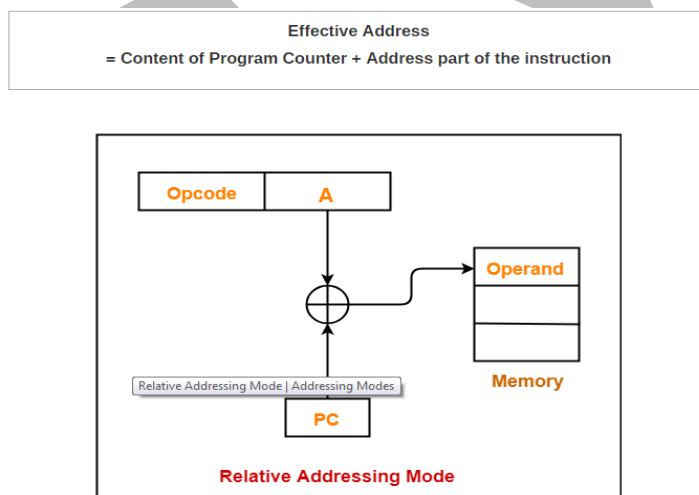 Effective Address
= Content of Program Counter + Address part of the instruction
Opcode A
Operand
Relative Addressing Mode | Addressing Modes
Memory
PC
Relative Addressing Mode